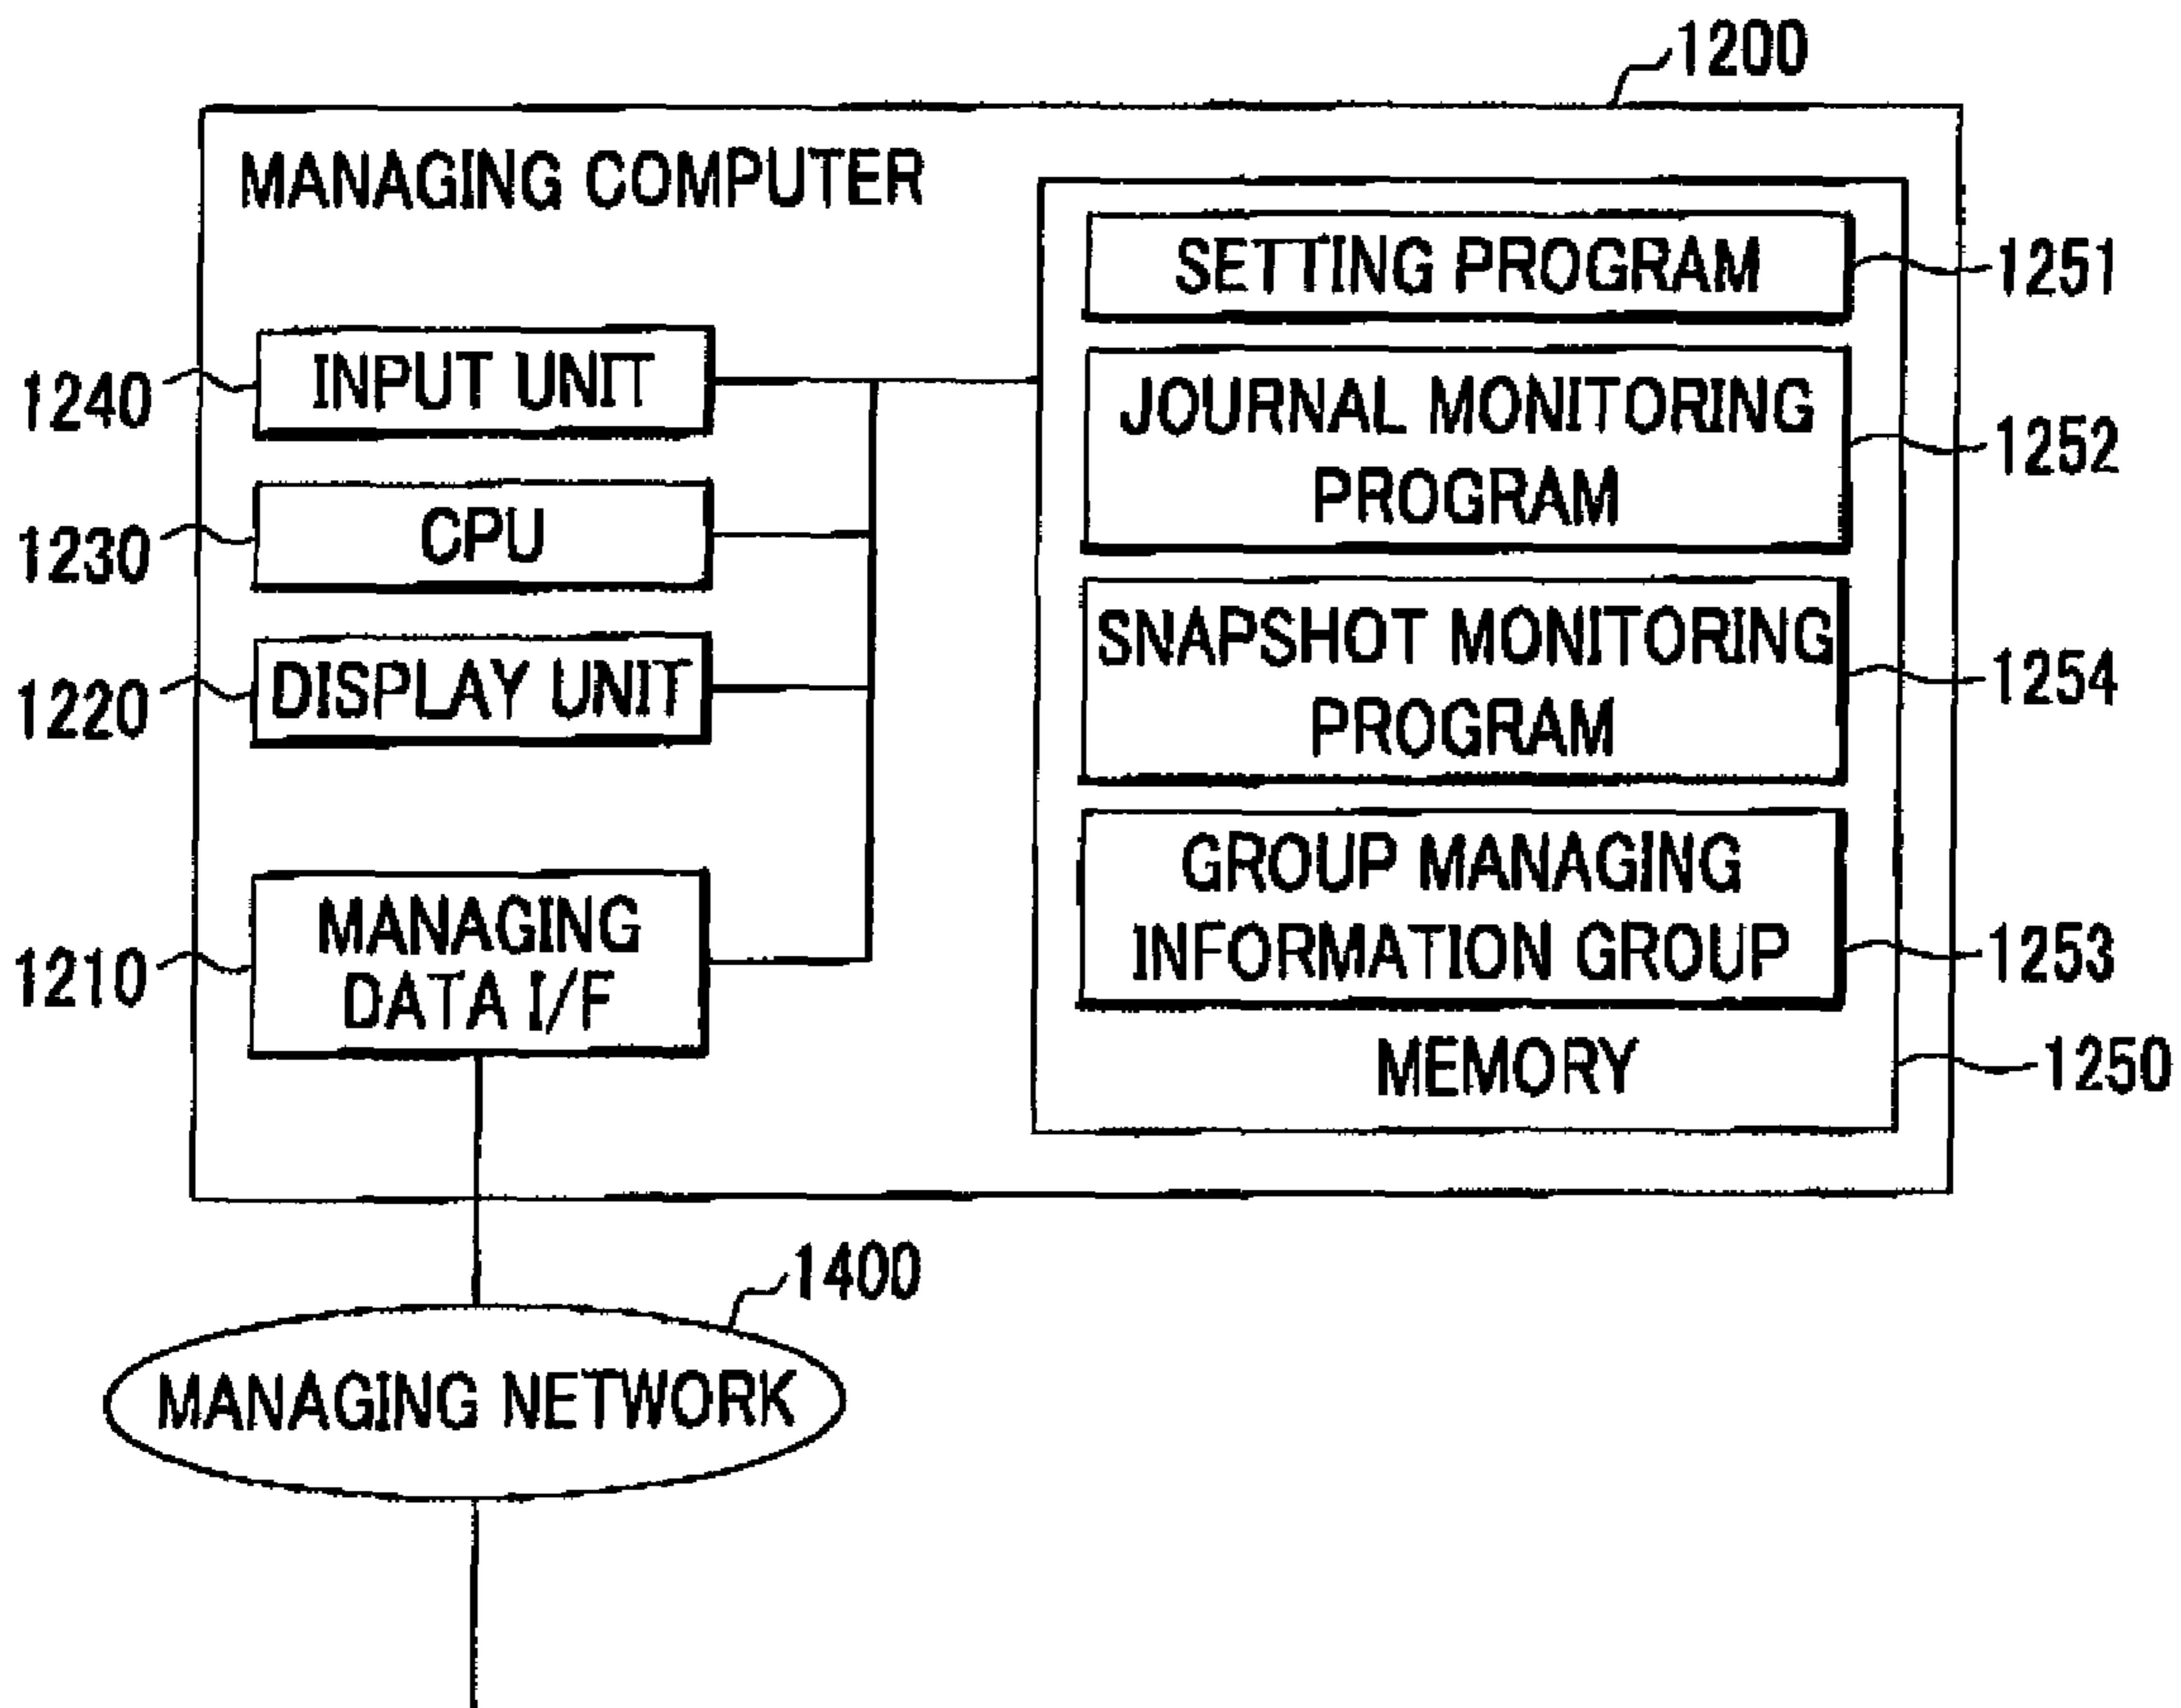 1200
MANAGING COMPUTER
SETTING PROGRAM
1251
1240
INPUT UNIT
JOURNAL MONITORING
PROGRAM
1252
1230
CPU
1220
DISPLAY UNIT
SNAPSHOT MONITORING
PROGRAM
1254
1210
MANAGING
DATA I/F
GROUP MANAGING
INFORMATION GROUP
1253
MEMORY
1250
1400
MANAGING NETWORK